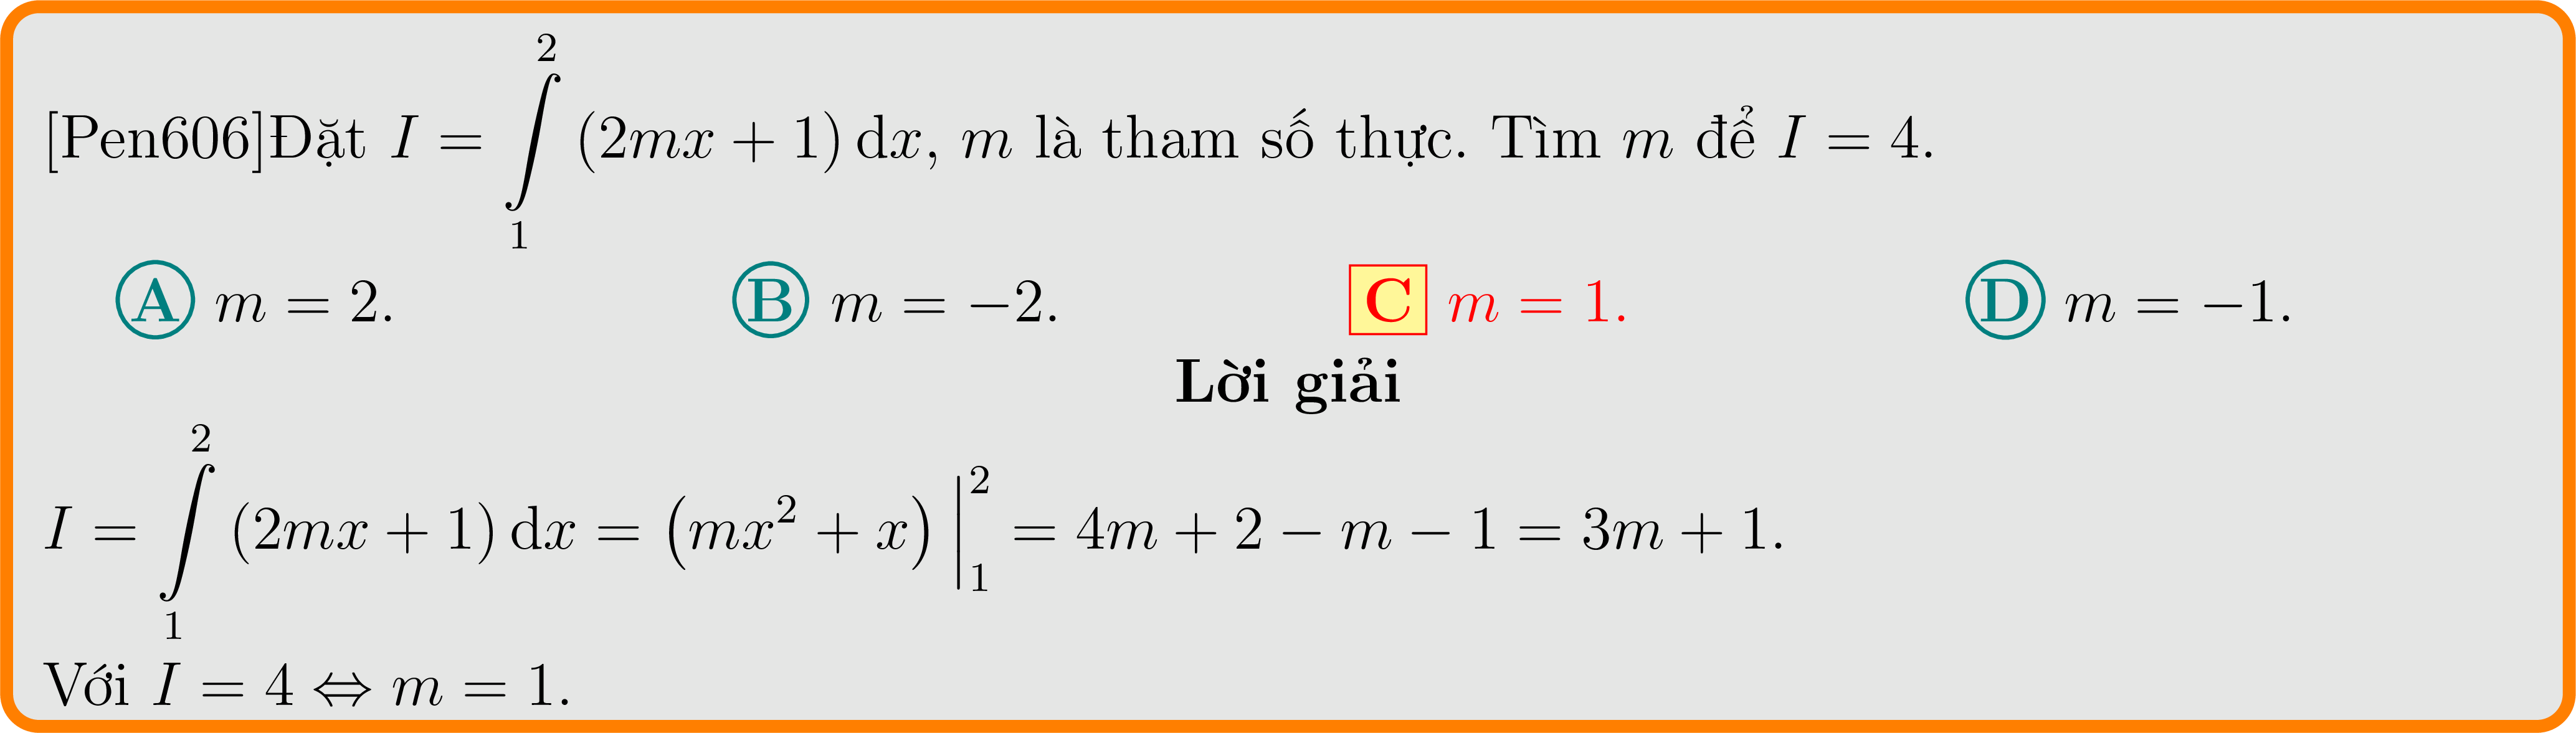 [Pen606]Đặt $I = \int\limits_{1}^{2} (2mx + 1)\,\mathrm{d}x$, $m$ là tham số thực. Tìm $m$ để $I = 4$.
A $m = 2$. B $m = -2$. C $m = 1$. D $m = -1$.
Lời giải
$I = \int\limits_{1}^{2} (2mx + 1)\,\mathrm{d}x = \left(mx^2 + x\right)\Big|_{1}^{2} = 4m + 2 - m - 1 = 3m + 1$.
Với $I = 4 \Leftrightarrow m = 1$.